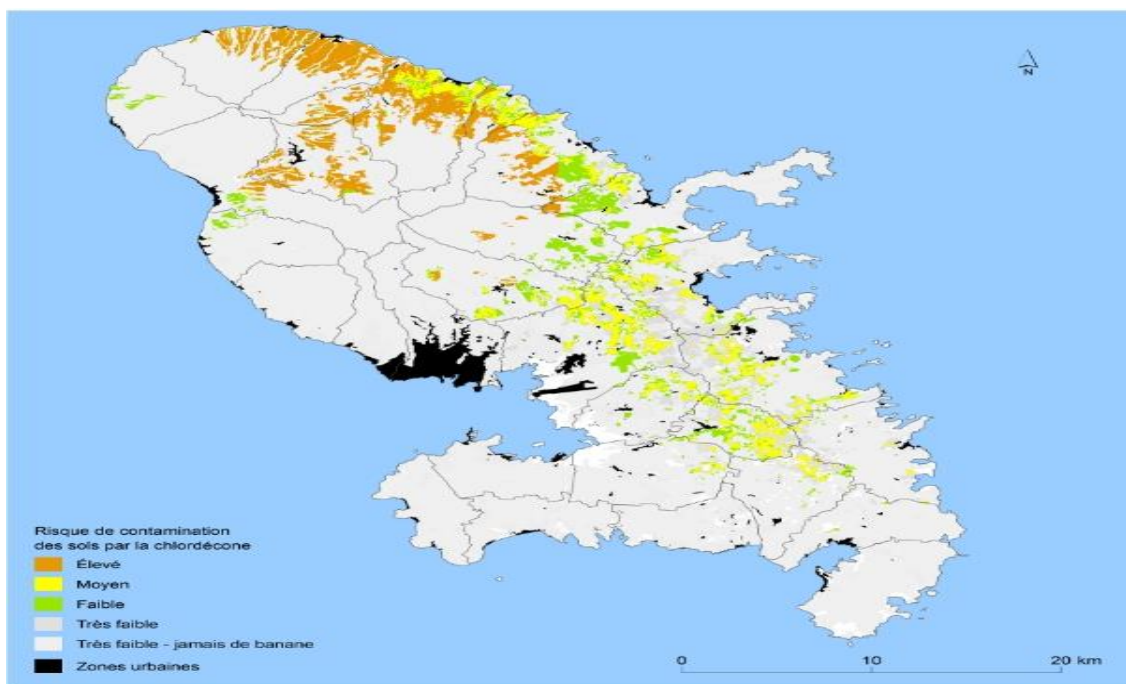 N
Risque de contamination
des sols par la chlordécone
Élevé
Moyen
Faible
Très faible
Très faible - jamais de banane
Zones urbaines
0 10 20 km